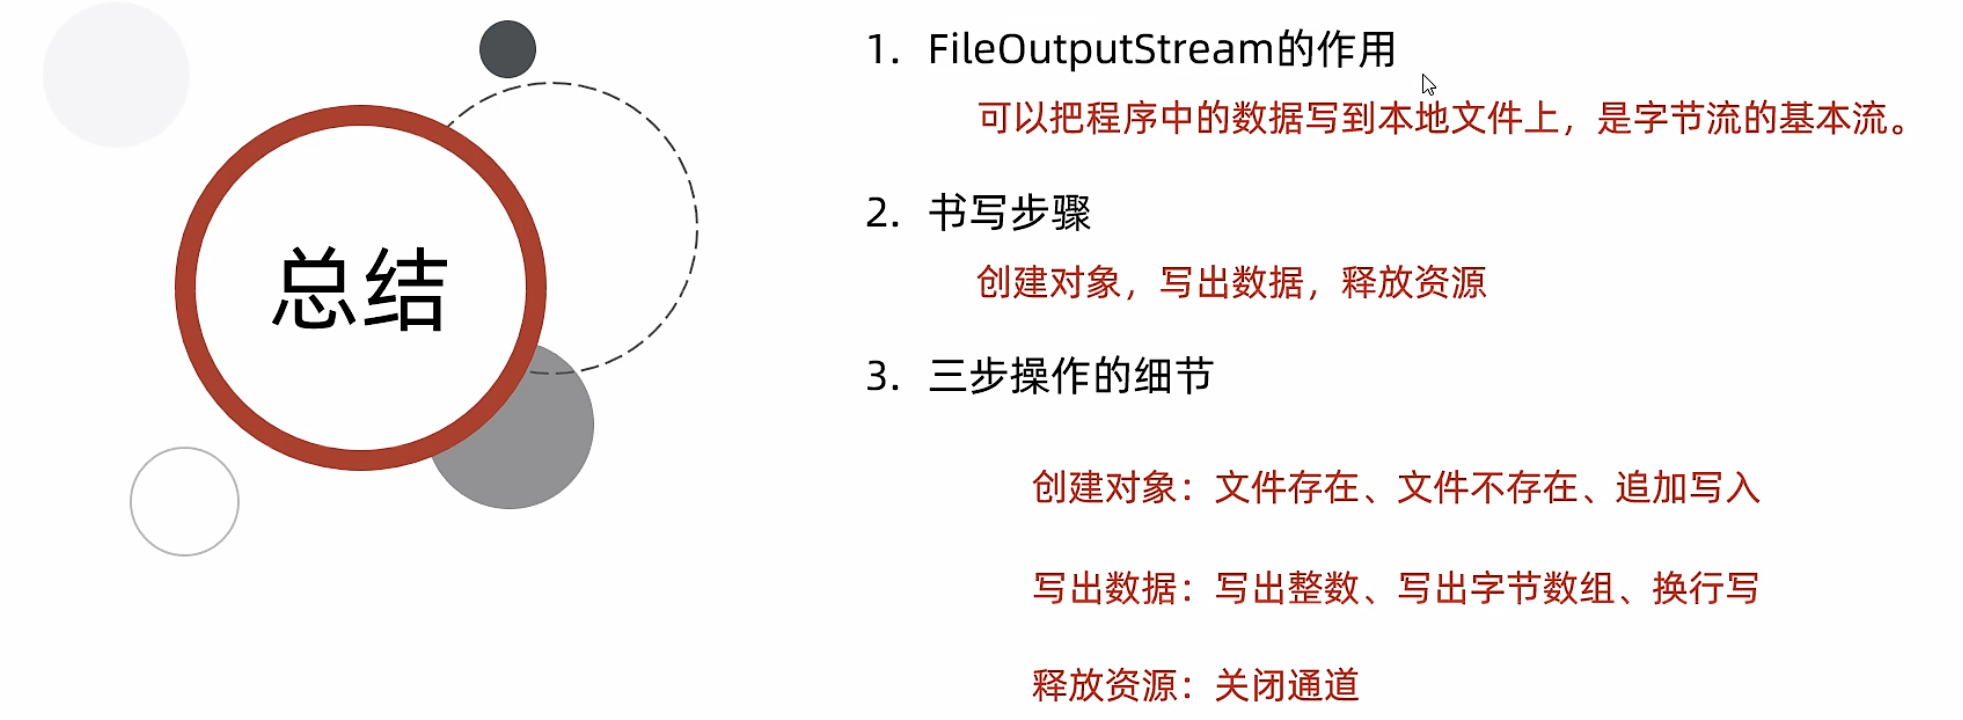 总结
1. FileOutputStream的作用
可以把程序中的数据写到本地文件上，是字节流的基本流。
2. 书写步骤
创建对象，写出数据，释放资源
3. 三步操作的细节
创建对象：文件存在、文件不存在、追加写入
写出数据：写出整数、写出字节数组、换行写
释放资源：关闭通道